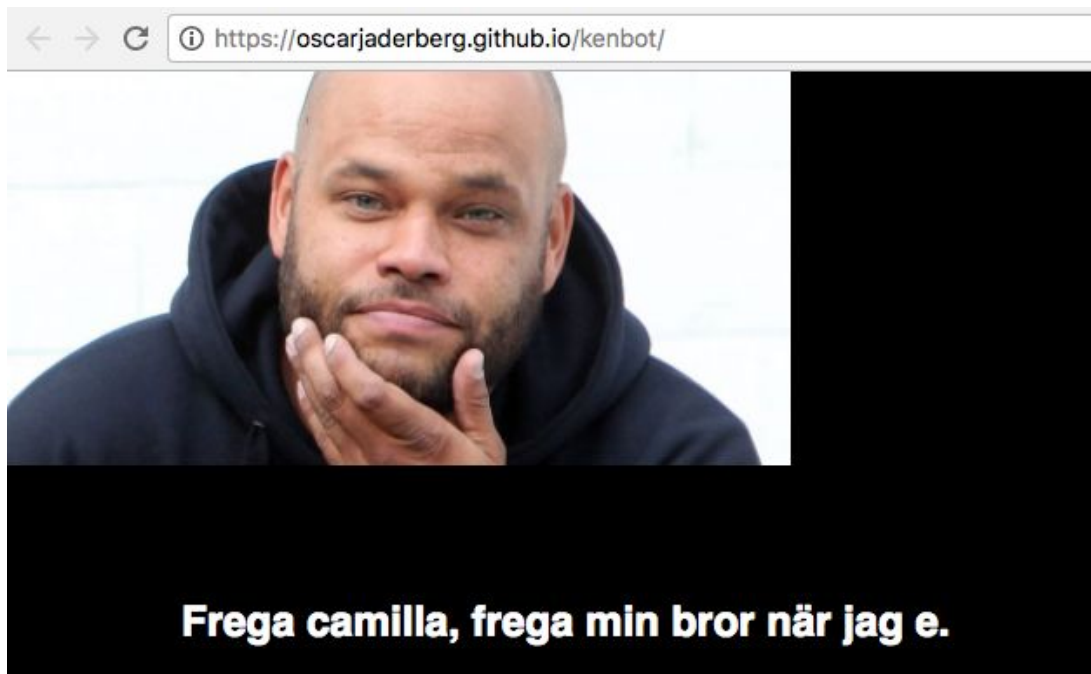 https://oscarjaderberg.github.io/kenbot/
Frega camilla, frega min bror när jag e.